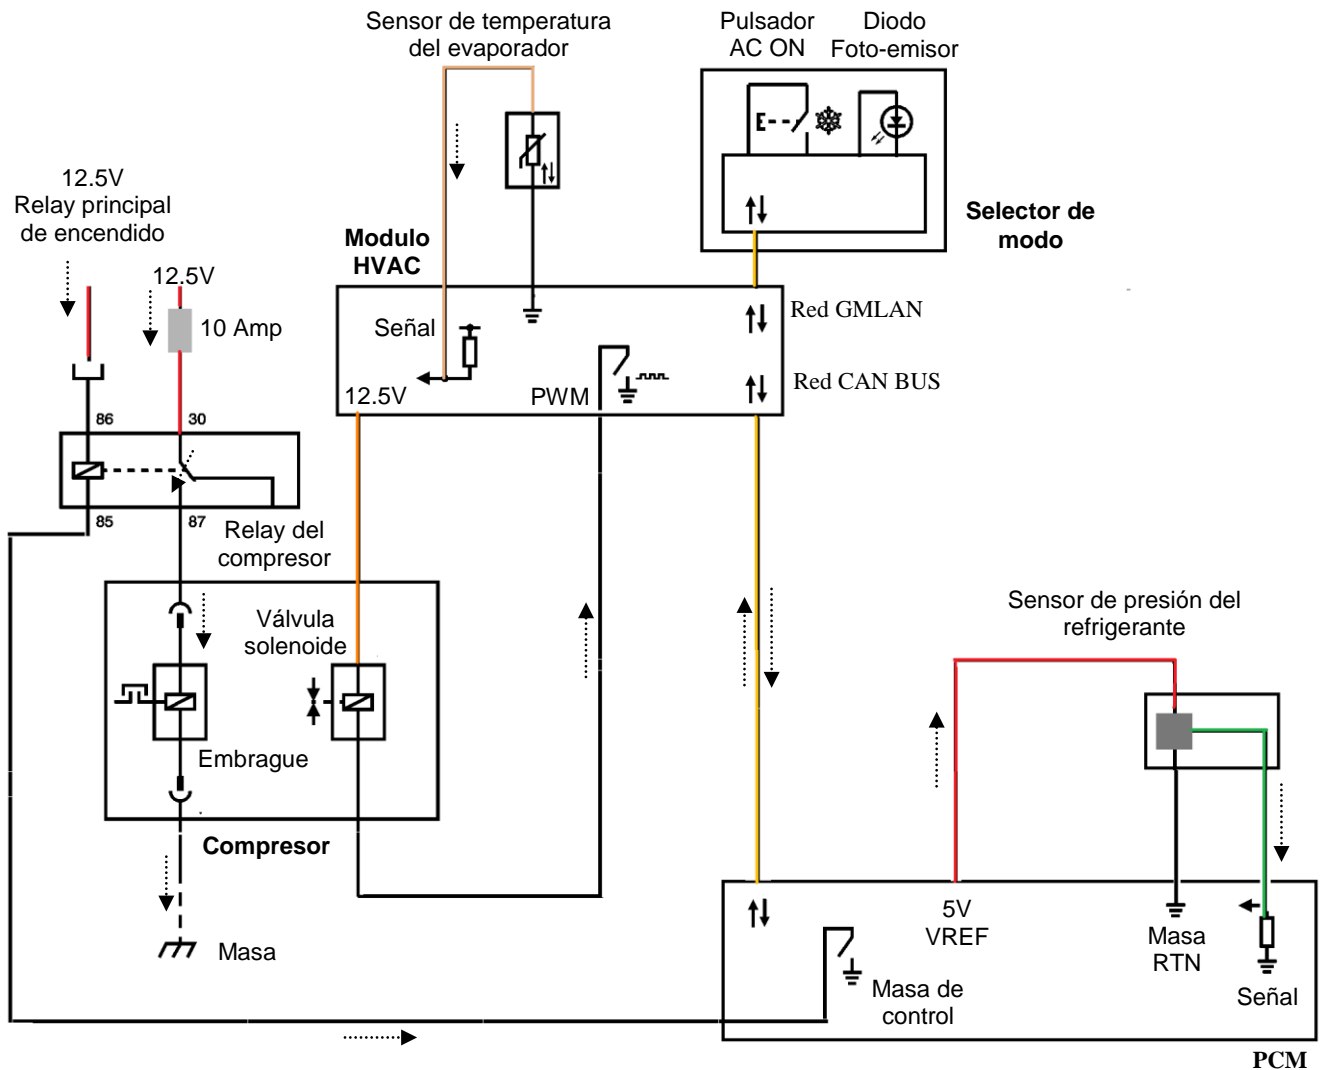 Sensor de temperatura
del evaporador
Pulsador
AC ON
Diodo
Foto-emisor
12.5V
Relay principal
de encendido
12.5V
10 Amp
Modulo
HVAC
Selector de
modo
Señal
12.5V
PWM
Red GMLAN
Red CAN BUS
86
30
85
87
Relay del
compresor
Válvula
solenoide
Embrague
Compresor
Masa
Sensor de presión del
refrigerante
5V
VREF
Masa
RTN
Señal
Masa de
control
PCM